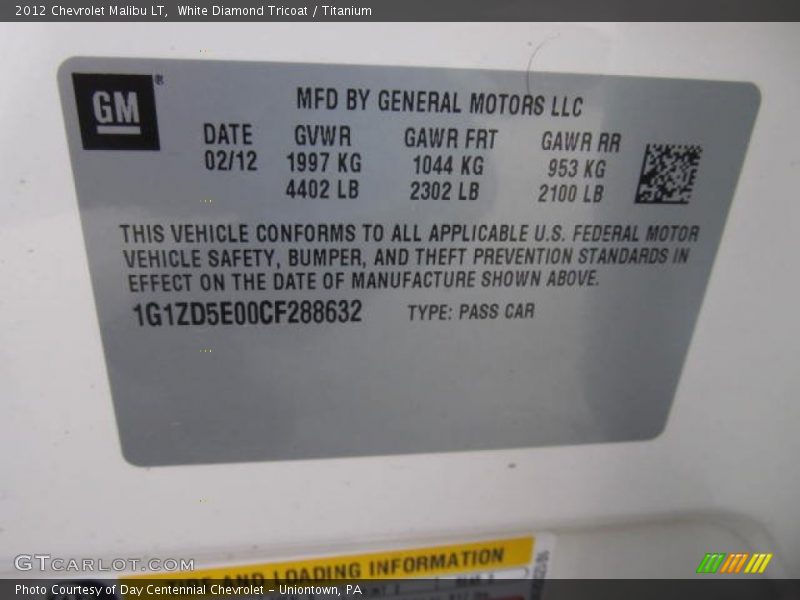 2012 Chevrolet Malibu LT, White Diamond Tricoat / Titanium
GM ®
MFD BY GENERAL MOTORS LLC
DATE GVWR GAWR FRT GAWR RR
02/12 1997 KG 1044 KG 953 KG
4402 LB 2302 LB 2100 LB
THIS VEHICLE CONFORMS TO ALL APPLICABLE U.S. FEDERAL MOTOR
VEHICLE SAFETY, BUMPER, AND THEFT PREVENTION STANDARDS IN
EFFECT ON THE DATE OF MANUFACTURE SHOWN ABOVE.
1G1ZD5E00CF288632 TYPE: PASS CAR
TIRE AND LOADING INFORMATION
GTCARLOT.COM
Photo Courtesy of Day Centennial Chevrolet - Uniontown, PA